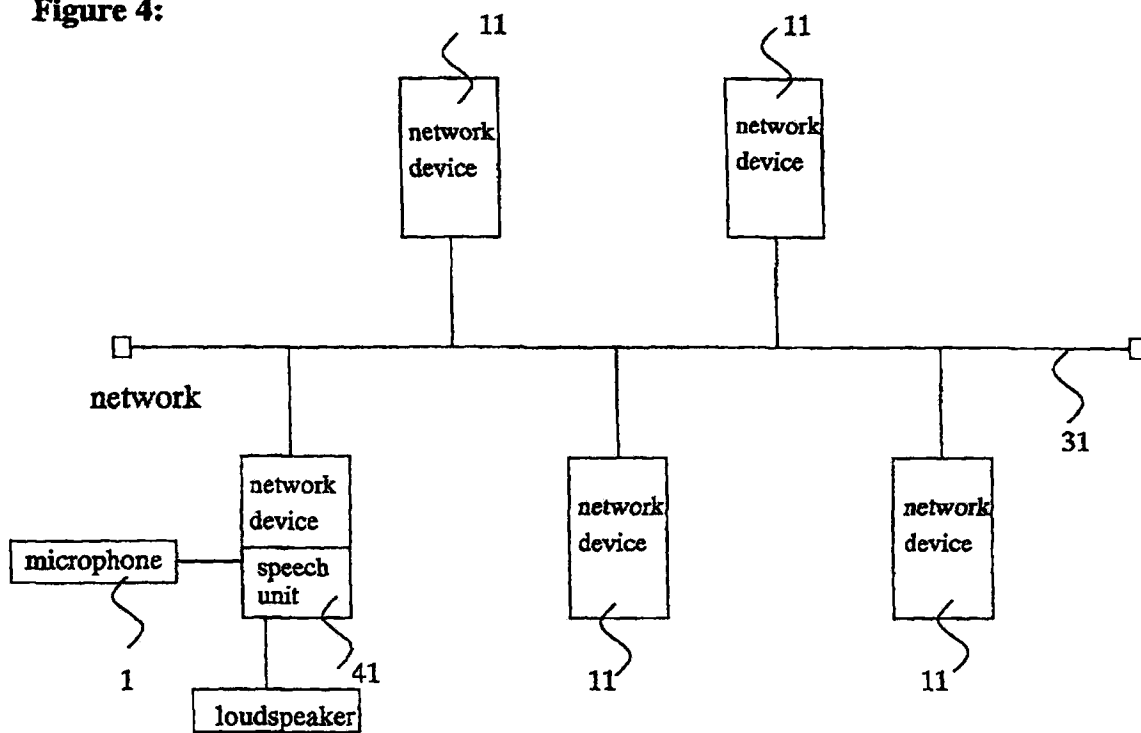 Figure 4:
11
11
network
device
network
device
network
31
network
device
network
device
network
device
microphone
speech
unit
1
41
11
11
loudspeaker